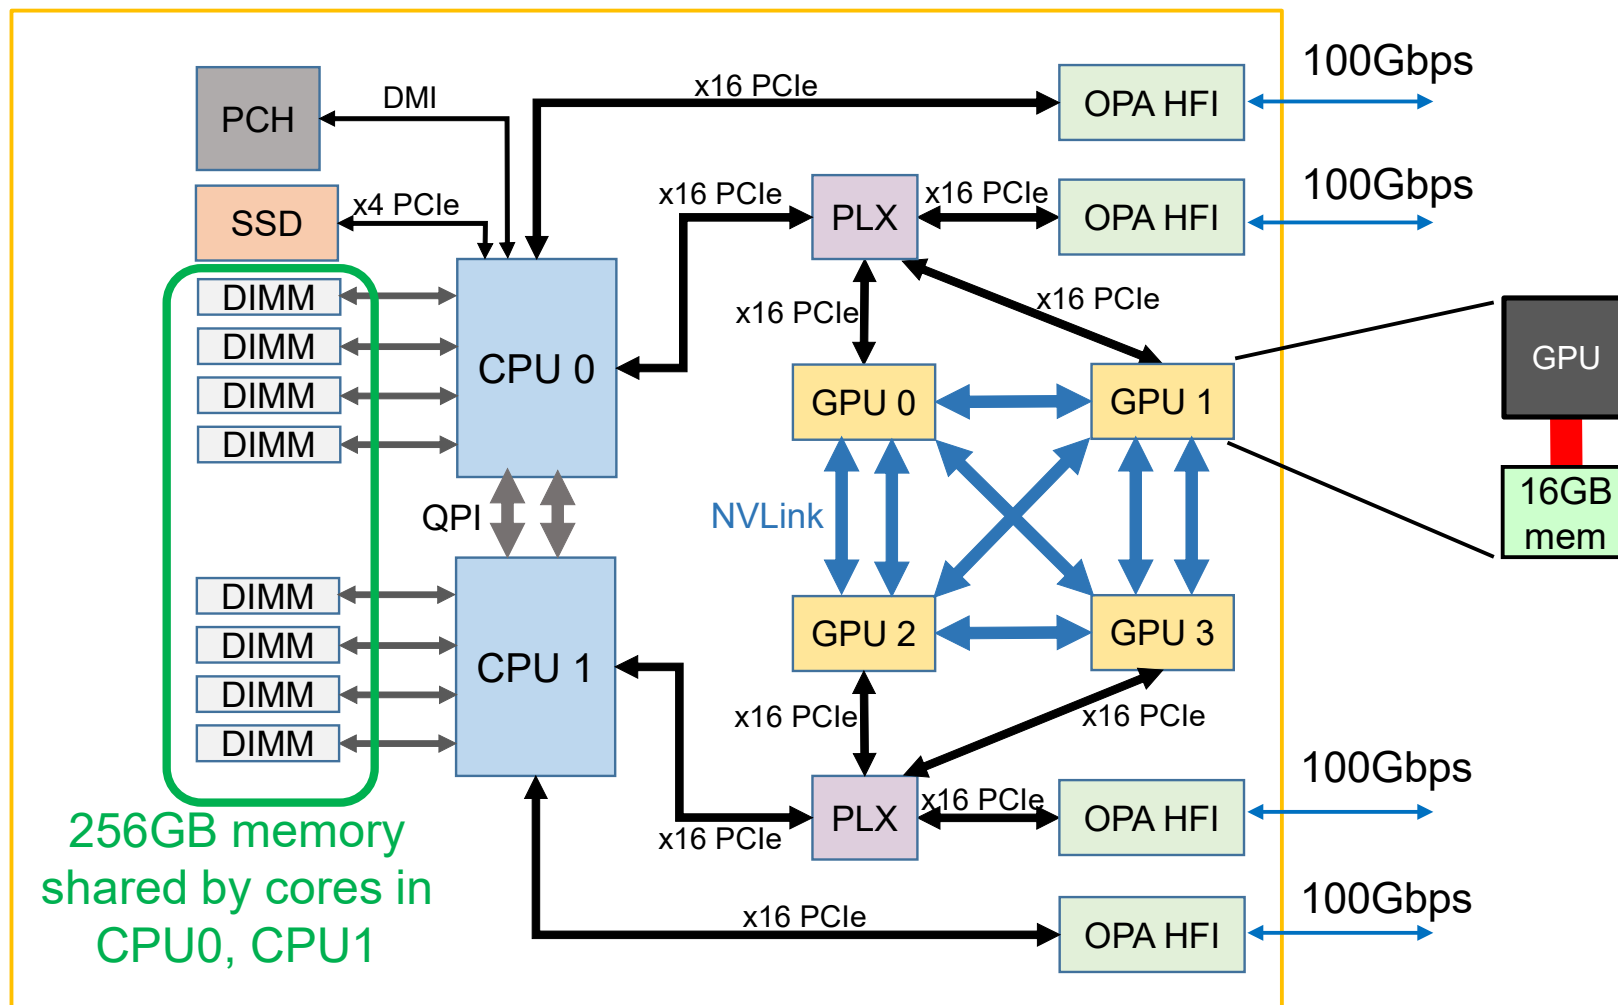 100Gbps
x16 PCIe
DMI
OPA HFI
PCH
x16 PCIe
x16 PCIe
100Gbps
x4 PCIe
PLX
OPA HFI
SSD
x16 PCIe
x16 PCIe
DIMM
DIMM
DIMM
DIMM
CPU 0
GPU 0
GPU 1
GPU
16GB
mem
QPI
NVLink
DIMM
DIMM
DIMM
DIMM
CPU 1
GPU 2
GPU 3
x16 PCIe
x16 PCIe
100Gbps
x16 PCIe
x16 PCIe
PLX
OPA HFI
256GB memory
shared by cores in
CPU0, CPU1
100Gbps
x16 PCIe
OPA HFI